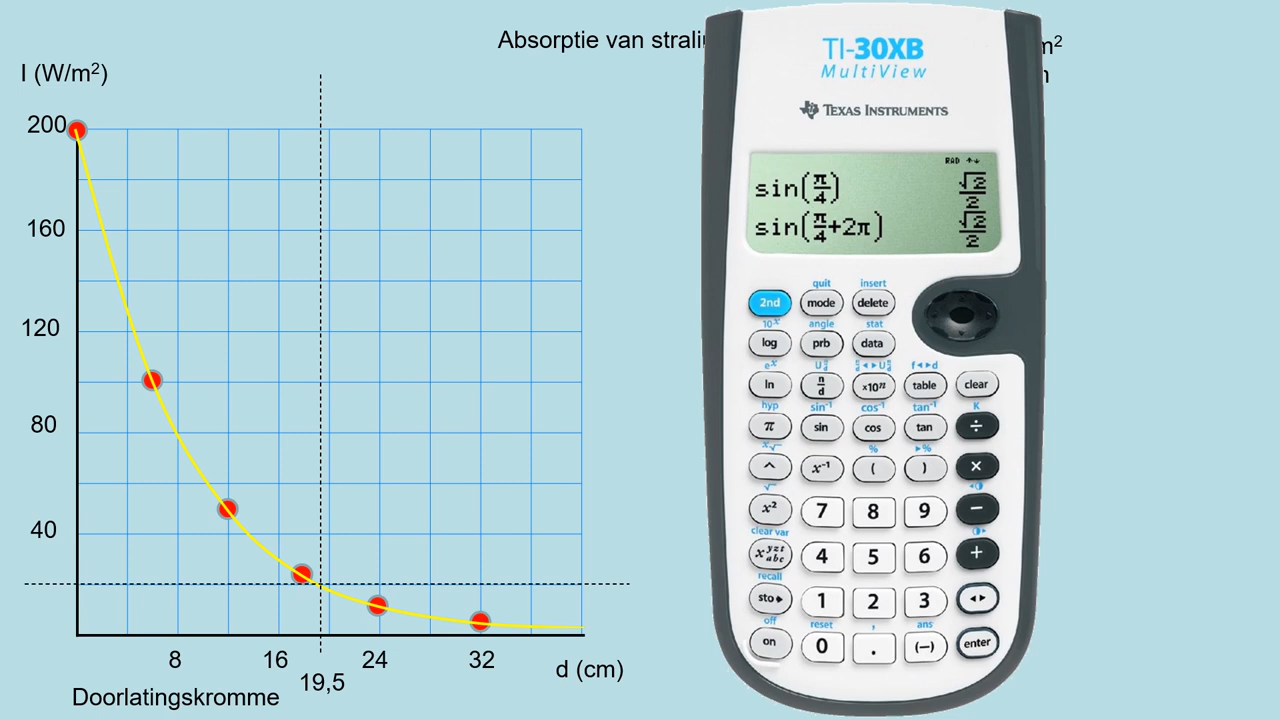 Absorptie van
m²
I (W/m²)
200
160
120
80
40
8
16
24
32
d (cm)
19,5
Doorlatingskromme
TI-30XB
MultiView
TEXAS INSTRUMENTS
RAD
sin(π/4) √2/2
sin(π/4+2π) √2/2
quit insert
2nd mode delete
10ˣ angle stat
log prb data
eˣ U n/d n/d ◂▸ U n/d f◂▸d
ln n/d ×10ⁿ table clear
hyp sin⁻¹ cos⁻¹ tan⁻¹ K
π sin cos tan ÷
ˣ√ % ▸%
^ x⁻¹ ( ) ×
√
x² 7 8 9 −
clear var
x yzt abc 4 5 6 +
recall
sto▸ 1 2 3 ◂▸
off reset , ans
on 0 . (−) enter